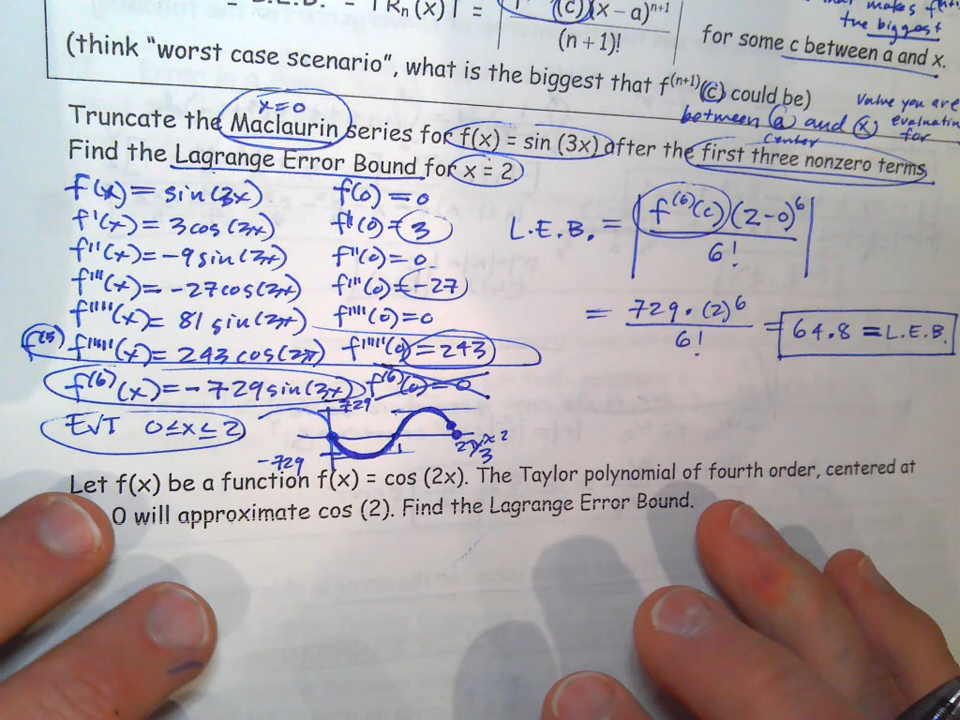 = | Rn (x) | = (c)(x – a)ⁿ⁺¹
(n + 1)!
makes f
the biggest
(think "worst case scenario", what is the biggest that f⁽ⁿ⁺¹⁾(c) could be)
for some c between a and x.
between a and x
center
value you are
for
x=0
Truncate the Maclaurin series for f(x) = sin (3x) after the first three nonzero terms.
Find the Lagrange Error Bound for x = 2.
f(x) = sin(3x) f(0) = 0
f'(x) = 3cos(3x) f'(0) = 3
f''(x) = -9sin(3x) f''(0) = 0
f'''(x) = -27cos(3x) f'''(0) = -27
f''''(x) = 81 sin(3x) f''''(0) = 0
f⁽⁵⁾ f'''''(x) = 243 cos(3x) f'''''(0) = 243
f⁽⁶⁾(x) = -729 sin(3x) f⁽⁶⁾(0) = 0
L.E.B. = | f⁽⁶⁾(c) (2-0)⁶ |
6!
= 729 • (2)⁶ = 64.8 = L.E.B.
6!
EVT 0≤x≤2
729
-729
Let f(x) be a function f(x) = cos (2x). The Taylor polynomial of fourth order, centered at
0 will approximate cos (2). Find the Lagrange Error Bound.